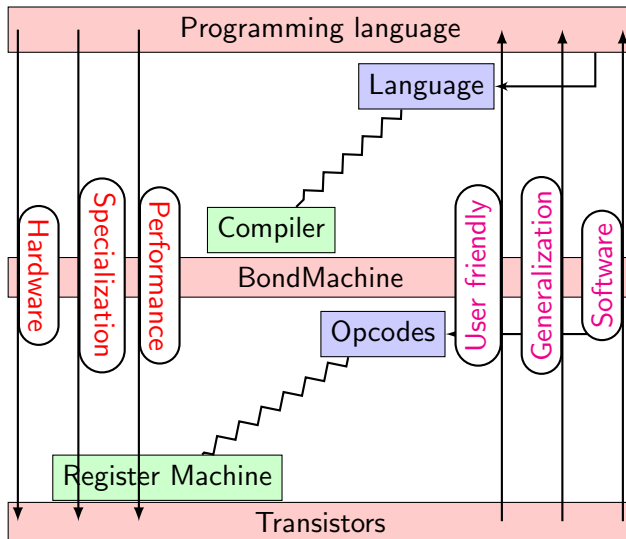 Programming language
Language
Compiler
Hardware
Specialization
Performance
BondMachine
User friendly
Generalization
Software
Opcodes
Register Machine
Transistors